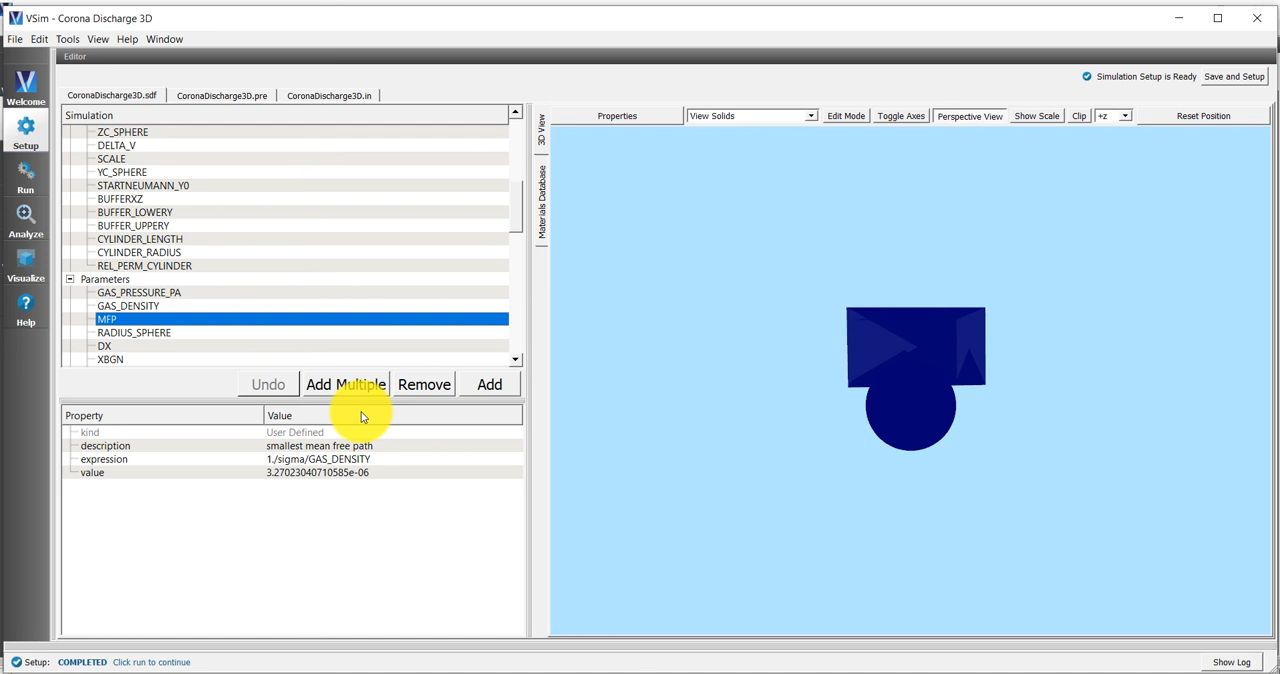 VSim - Corona Discharge 3D
File Edit Tools View Help Window
Editor
Simulation Setup is Ready Save and Setup
Welcome
Setup
Run
Analyze
Visualize
Help
CoronaDischarge3D.sdf CoronaDischarge3D.pre CoronaDischarge3D.in
Simulation
ZC_SPHERE
DELTA_V
SCALE
YC_SPHERE
STARTNEUMANN_Y0
BUFFERXZ
BUFFER_LOWERY
BUFFER_UPPERY
CYLINDER_LENGTH
CYLINDER_RADIUS
REL_PERM_CYLINDER
Parameters
GAS_PRESSURE_PA
GAS_DENSITY
MFP
RADIUS_SPHERE
DX
XBGN
Undo Add Multiple Remove Add
Property Value
kind User Defined
description smallest mean free path
expression 1./sigma/GAS_DENSITY
value 3.27023040710585e-06
3D View
Materials Database
Properties View Solids Edit Mode Toggle Axes Perspective View Show Scale Clip +z Reset Position
Setup: COMPLETED Click run to continue
Show Log